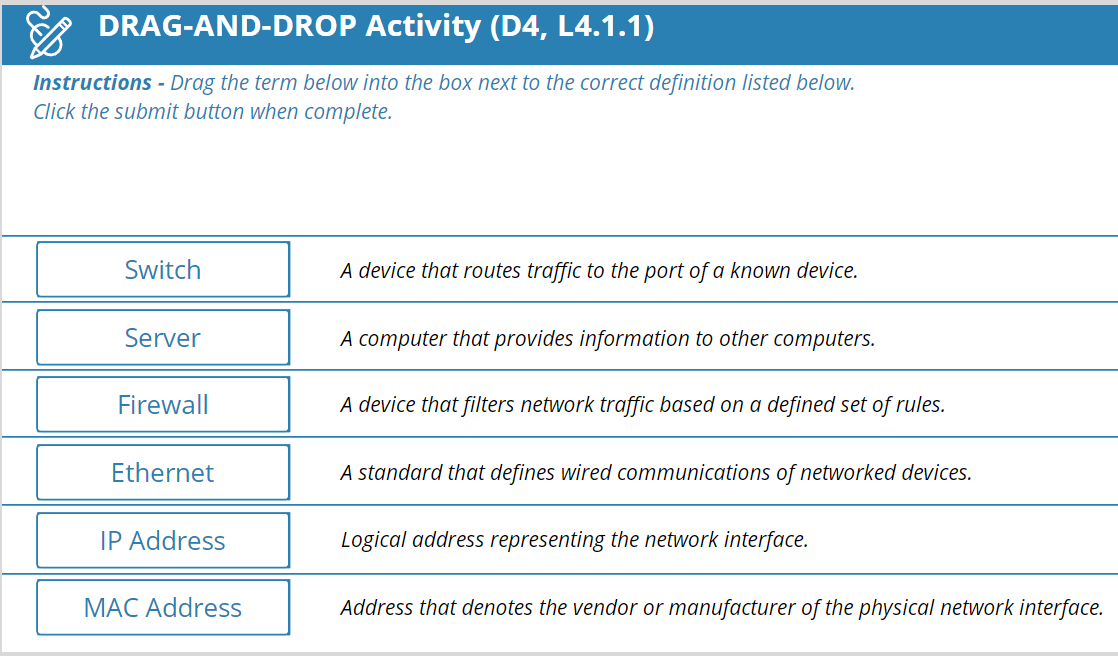 DRAG-AND-DROP Activity (D4, L4.1.1)
Instructions - Drag the term below into the box next to the correct definition listed below.
Click the submit button when complete.
Switch
A device that routes traffic to the port of a known device.
Server
A computer that provides information to other computers.
Firewall
A device that filters network traffic based on a defined set of rules.
Ethernet
A standard that defines wired communications of networked devices.
IP Address
Logical address representing the network interface.
MAC Address
Address that denotes the vendor or manufacturer of the physical network interface.